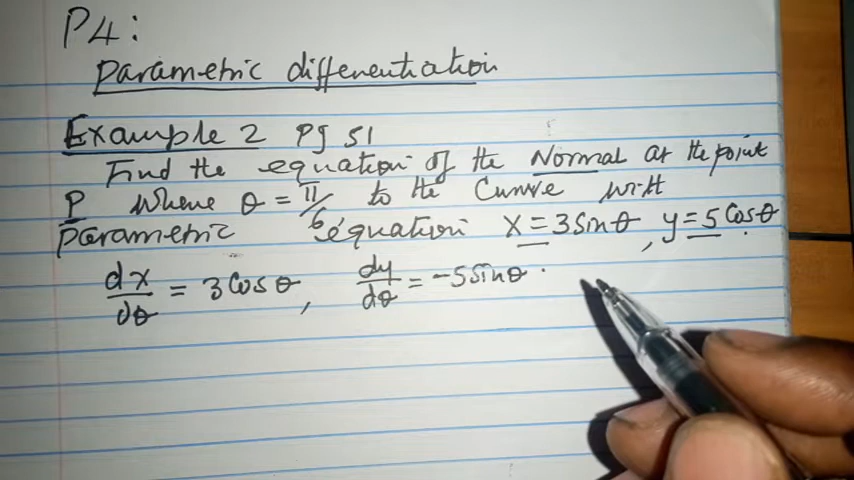 P4:
Parametric differentiation
Example 2 Pg 51
Find the equation of the Normal at the point
P where θ = π/6 to the Curve with
parametric equation x = 3sinθ, y = 5cosθ
dx/dθ = 3cosθ, dy/dθ = -5sinθ.